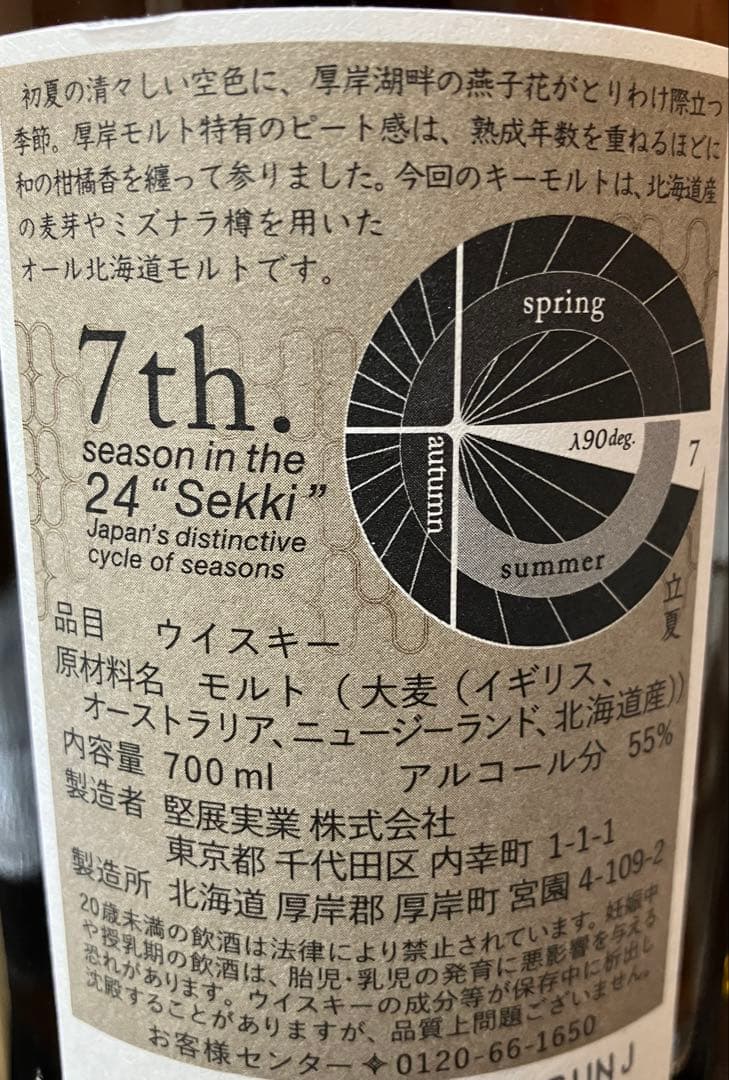 初夏の清々しい空色に、厚岸湖畔の燕子花がとりわけ際立つ
季節。厚岸モルト特有のピート感は、熟成年数を重ねるほどに
和の柑橘香を纏って参りました。今回のキーモルトは、北海道産
の麦芽やミズナラ樽を用いた
オール北海道モルトです。
spring
λ90deg.
7
autumn
summer
立夏
7th.
season in the
24 “Sekki”
Japan's distinctive
cycle of seasons
品目 ウイスキー
原材料名 モルト（大麦（イギリス、
オーストラリア、ニュージーランド、北海道産））
内容量 700ml アルコール分 55%
製造者 堅展実業 株式会社
東京都 千代田区 内幸町 1-1-1
製造所 北海道 厚岸郡 厚岸町 宮園 4-109-2
20歳未満の飲酒は法律により禁止されています。妊娠中
や授乳期の飲酒は、胎児・乳児の発育に悪影響を与える
恐れがあります。ウイスキーの成分等が保存中に析出し
沈殿することがありますが、品質上問題ございません。
お客様センター✧0120-66-1650